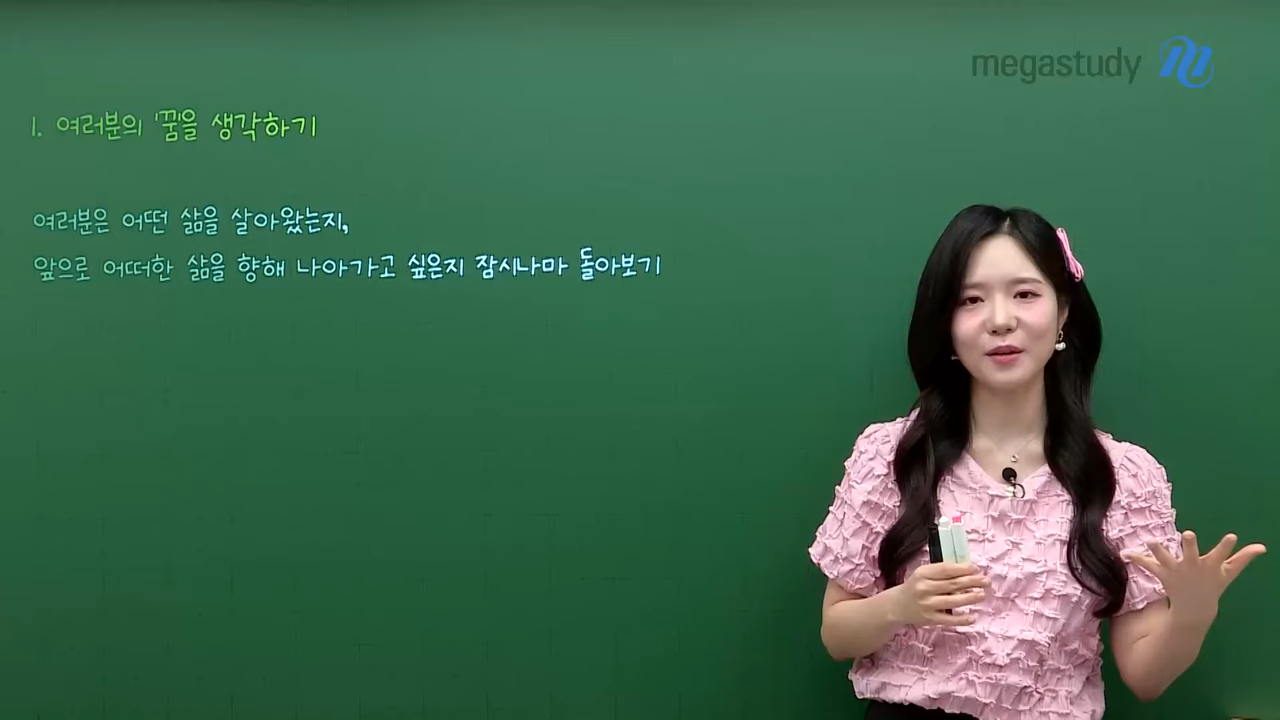 megastudy
1. 여러분의 '꿈'을 생각하기
여러분은 어떤 삶을 살아왔는지,
앞으로 어떠한 삶을 향해 나아가고 싶은지 잠시나마 돌아보기